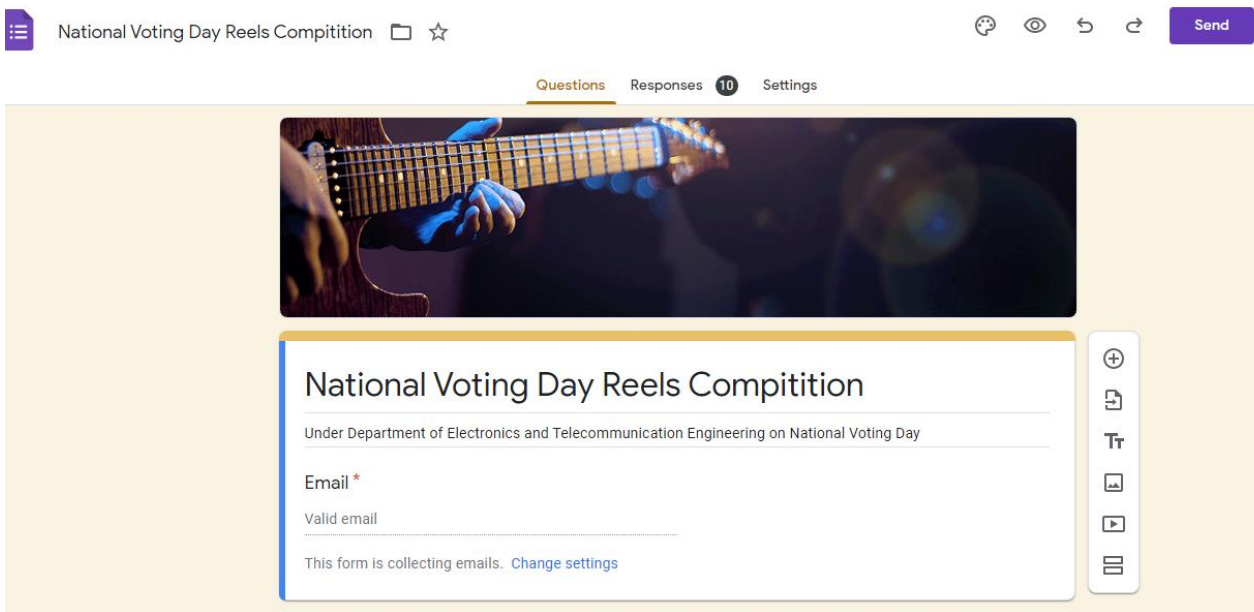 National Voting Day Reels Compitition
Send
Questions Responses 10 Settings
National Voting Day Reels Compitition
Under Department of Electronics and Telecommunication Engineering on National Voting Day
Email *
Valid email
This form is collecting emails. Change settings
Tт